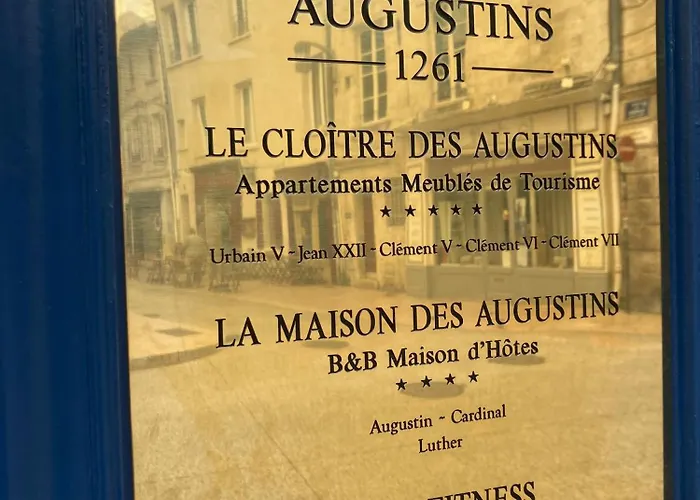 AUGUSTINS
1261
LE CLOÎTRE DES AUGUSTINS
Appartements Meublés de Tourisme
★ ★ ★ ★ ★
Urbain V ~ Jean XXII ~ Clément V ~ Clément VI ~ Clément VII
LA MAISON DES AUGUSTINS
B&B Maison d'Hôtes
★ ★ ★ ★
Augustin ~ Cardinal
Luther
FITNESS